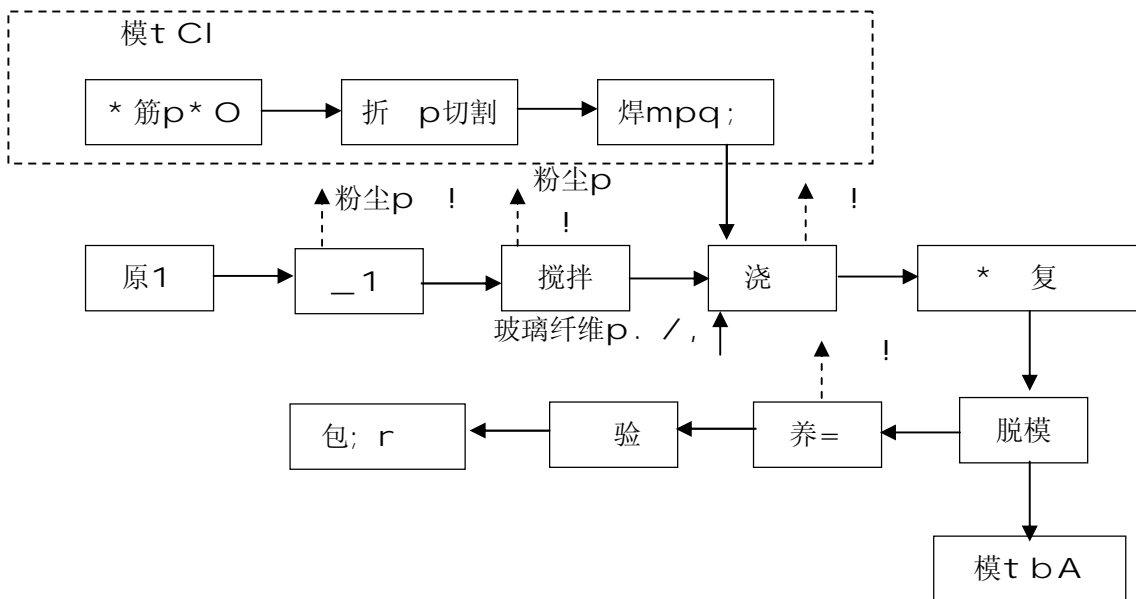 模t CI
*筋p* O
折 p切割
焊mpq;
粉尘p !
粉尘p
!
!
原1
_1
搅拌
浇
* 复
玻璃纤维p. /,
!
包; r
验
养=
脱模
模t bA